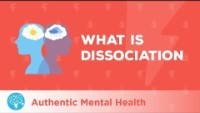 WHAT IS
DISSOCIATION
Authentic Mental Health